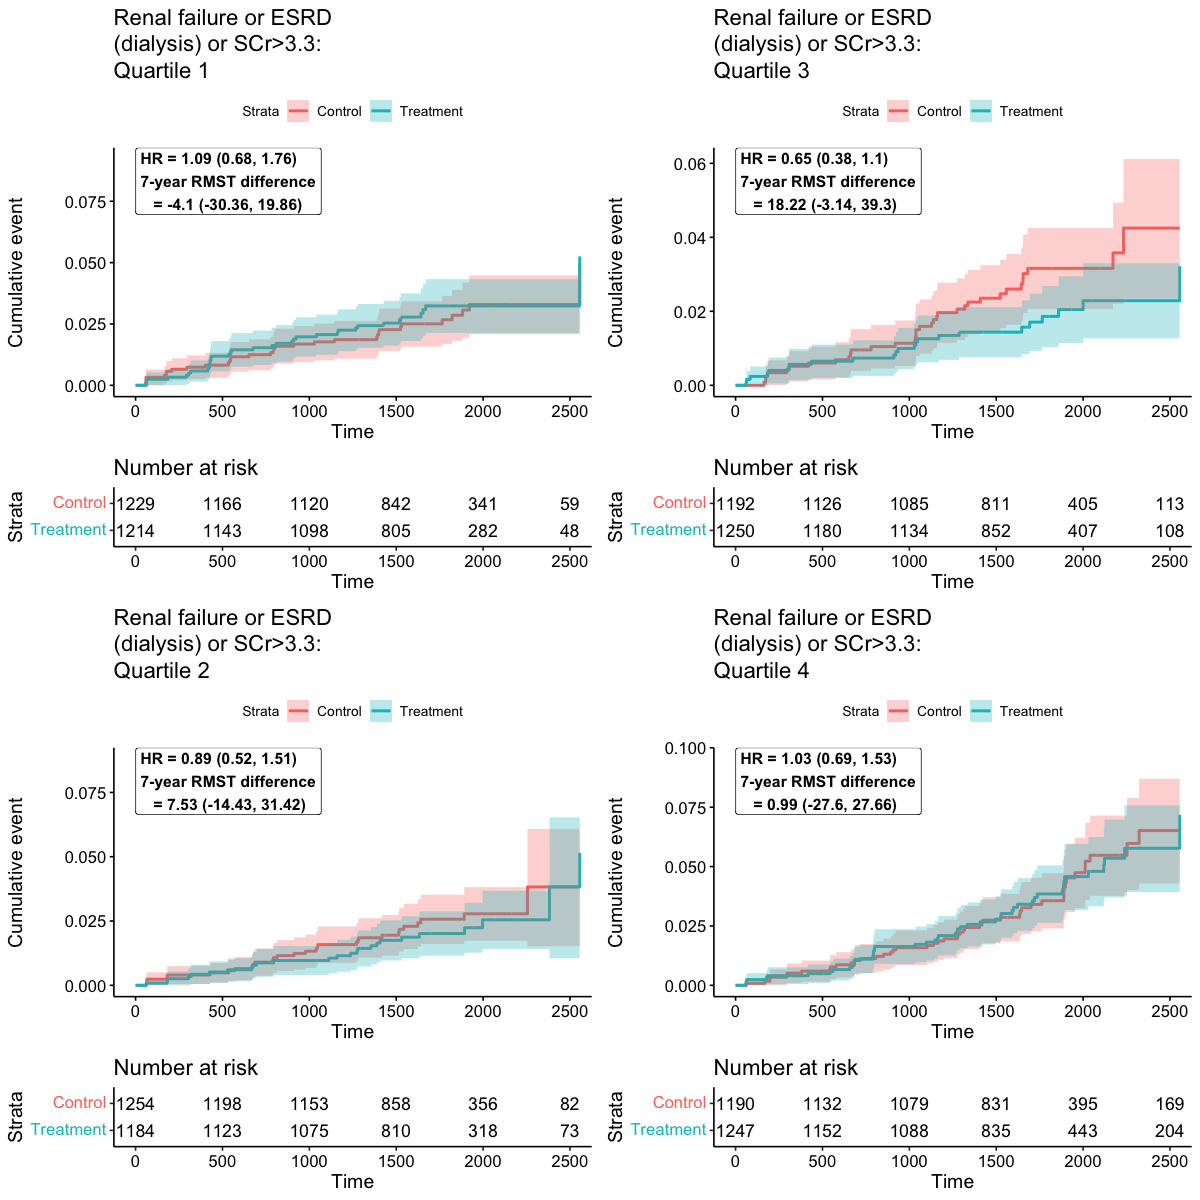 Renal failure or ESRD
(dialysis) or SCr>3.3:
Quartile 1
Strata Control Treatment
HR = 1.09 (0.68, 1.76)
7-year RMST difference
= -4.1 (-30.36, 19.86)
Cumulative event
0.075
0.050
0.025
0.000
0 500 1000 1500 2000 2500
Time
Number at risk
Strata
Control 1229 1166 1120 842 341 59
Treatment 1214 1143 1098 805 282 48
0 500 1000 1500 2000 2500
Time
Renal failure or ESRD
(dialysis) or SCr>3.3:
Quartile 3
Strata Control Treatment
HR = 0.65 (0.38, 1.1)
7-year RMST difference
= 18.22 (-3.14, 39.3)
Cumulative event
0.06
0.04
0.02
0.00
0 500 1000 1500 2000 2500
Time
Number at risk
Strata
Control 1192 1126 1085 811 405 113
Treatment 1250 1180 1134 852 407 108
0 500 1000 1500 2000 2500
Time
Renal failure or ESRD
(dialysis) or SCr>3.3:
Quartile 2
Strata Control Treatment
HR = 0.89 (0.52, 1.51)
7-year RMST difference
= 7.53 (-14.43, 31.42)
Cumulative event
0.075
0.050
0.025
0.000
0 500 1000 1500 2000 2500
Time
Number at risk
Strata
Control 1254 1198 1153 858 356 82
Treatment 1184 1123 1075 810 318 73
0 500 1000 1500 2000 2500
Time
Renal failure or ESRD
(dialysis) or SCr>3.3:
Quartile 4
Strata Control Treatment
HR = 1.03 (0.69, 1.53)
7-year RMST difference
= 0.99 (-27.6, 27.66)
Cumulative event
0.100
0.075
0.050
0.025
0.000
0 500 1000 1500 2000 2500
Time
Number at risk
Strata
Control 1190 1132 1079 831 395 169
Treatment 1247 1152 1088 835 443 204
0 500 1000 1500 2000 2500
Time